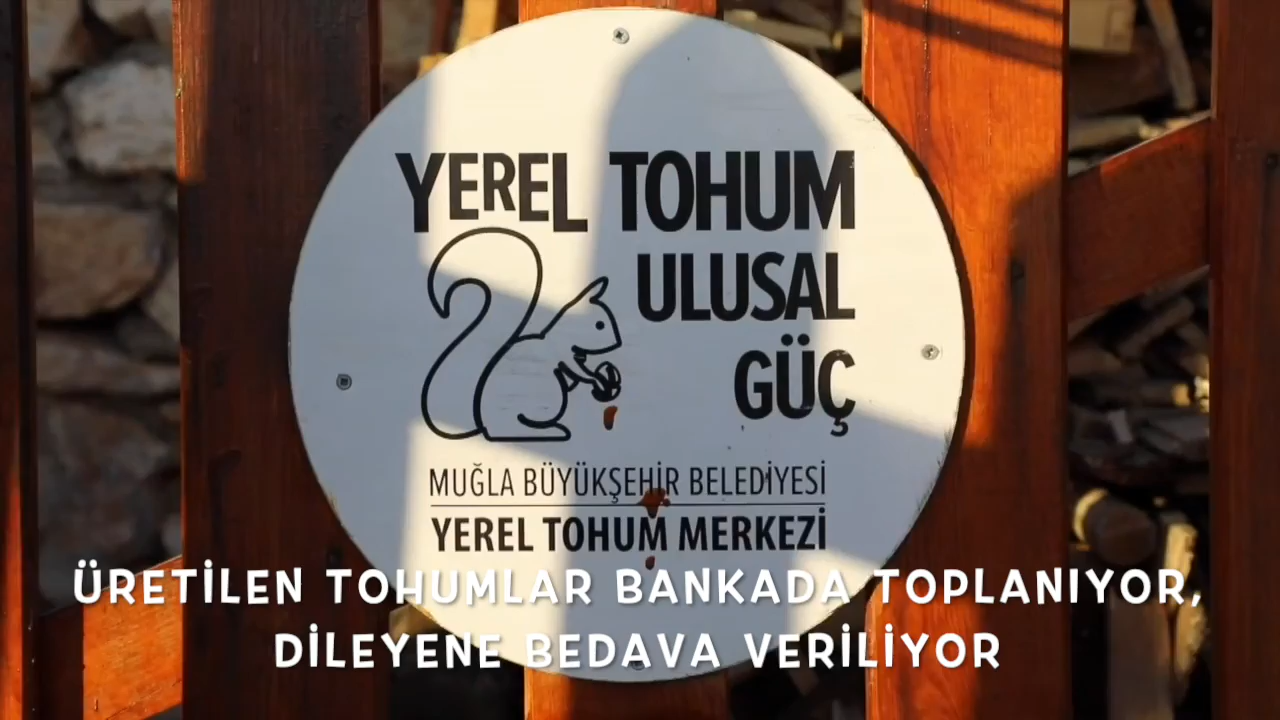 YEREL TOHUM
ULUSAL
GÜÇ
MUĞLA BÜYÜKŞEHİR BELEDİYESİ
YEREL TOHUM MERKEZİ
ÜRETİLEN TOHUMLAR BANKADA TOPLANIYOR,
DİLEYENE BEDAVA VERİLİYOR